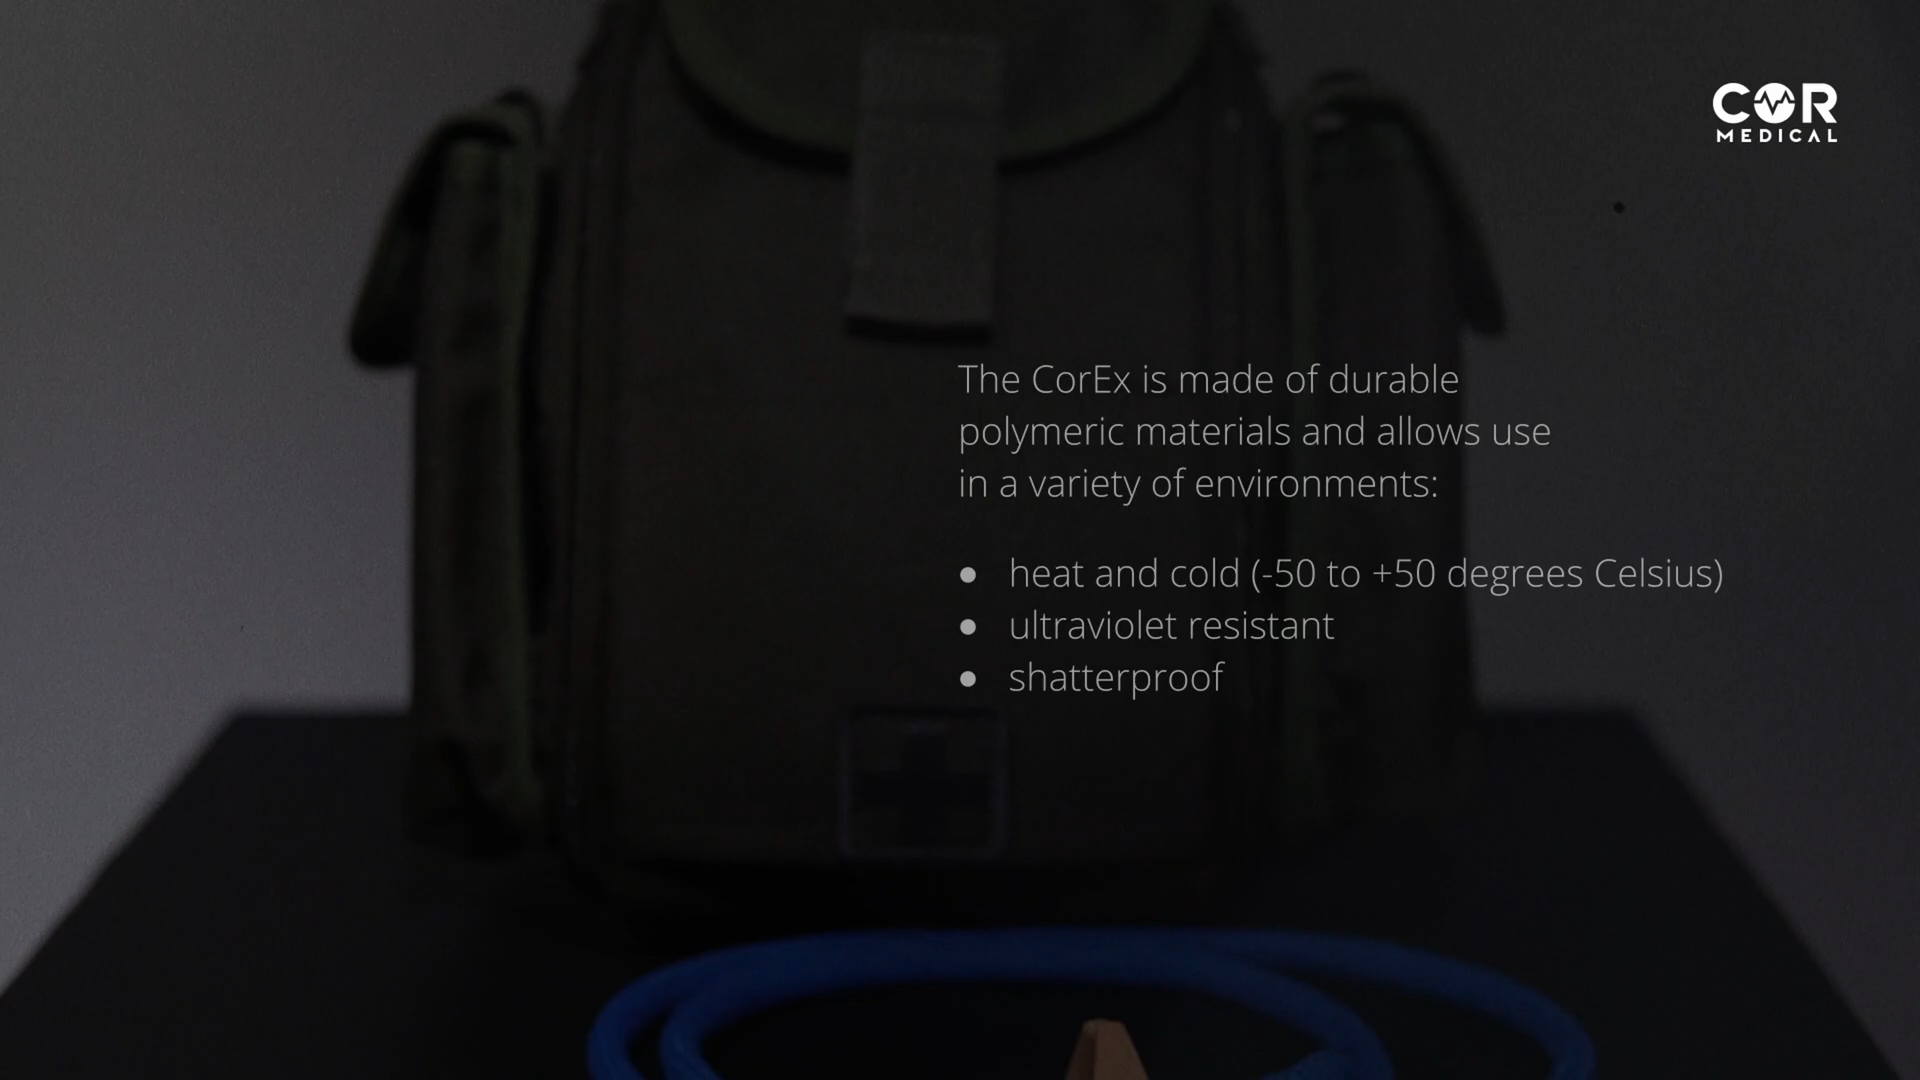 COR
MEDICAL
The CorEx is made of durable
polymeric materials and allows use
in a variety of environments:
● heat and cold (-50 to +50 degrees Celsius)
● ultraviolet resistant
● shatterproof